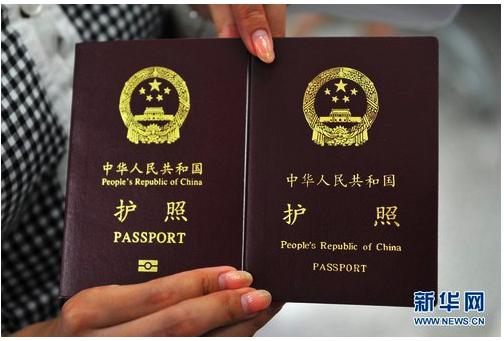 中华人民共和国
People's Republic of China
护照
PASSPORT
中华人民共和国
护 照
People's Republic of China
PASSPORT
新华网
WWW.NEWS.CN